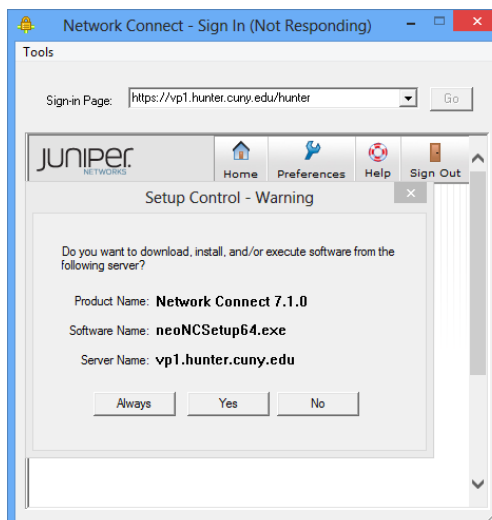 Network Connect - Sign In (Not Responding)
Tools
Sign-in Page: https://vp1.hunter.cuny.edu/hunter Go
JUNIPER
NETWORKS
Home Preferences Help Sign Out
Setup Control - Warning
Do you want to download, install, and/or execute software from the
following server?
Product Name: Network Connect 7.1.0
Software Name: neoNCSetup64.exe
Server Name: vp1.hunter.cuny.edu
Always Yes No